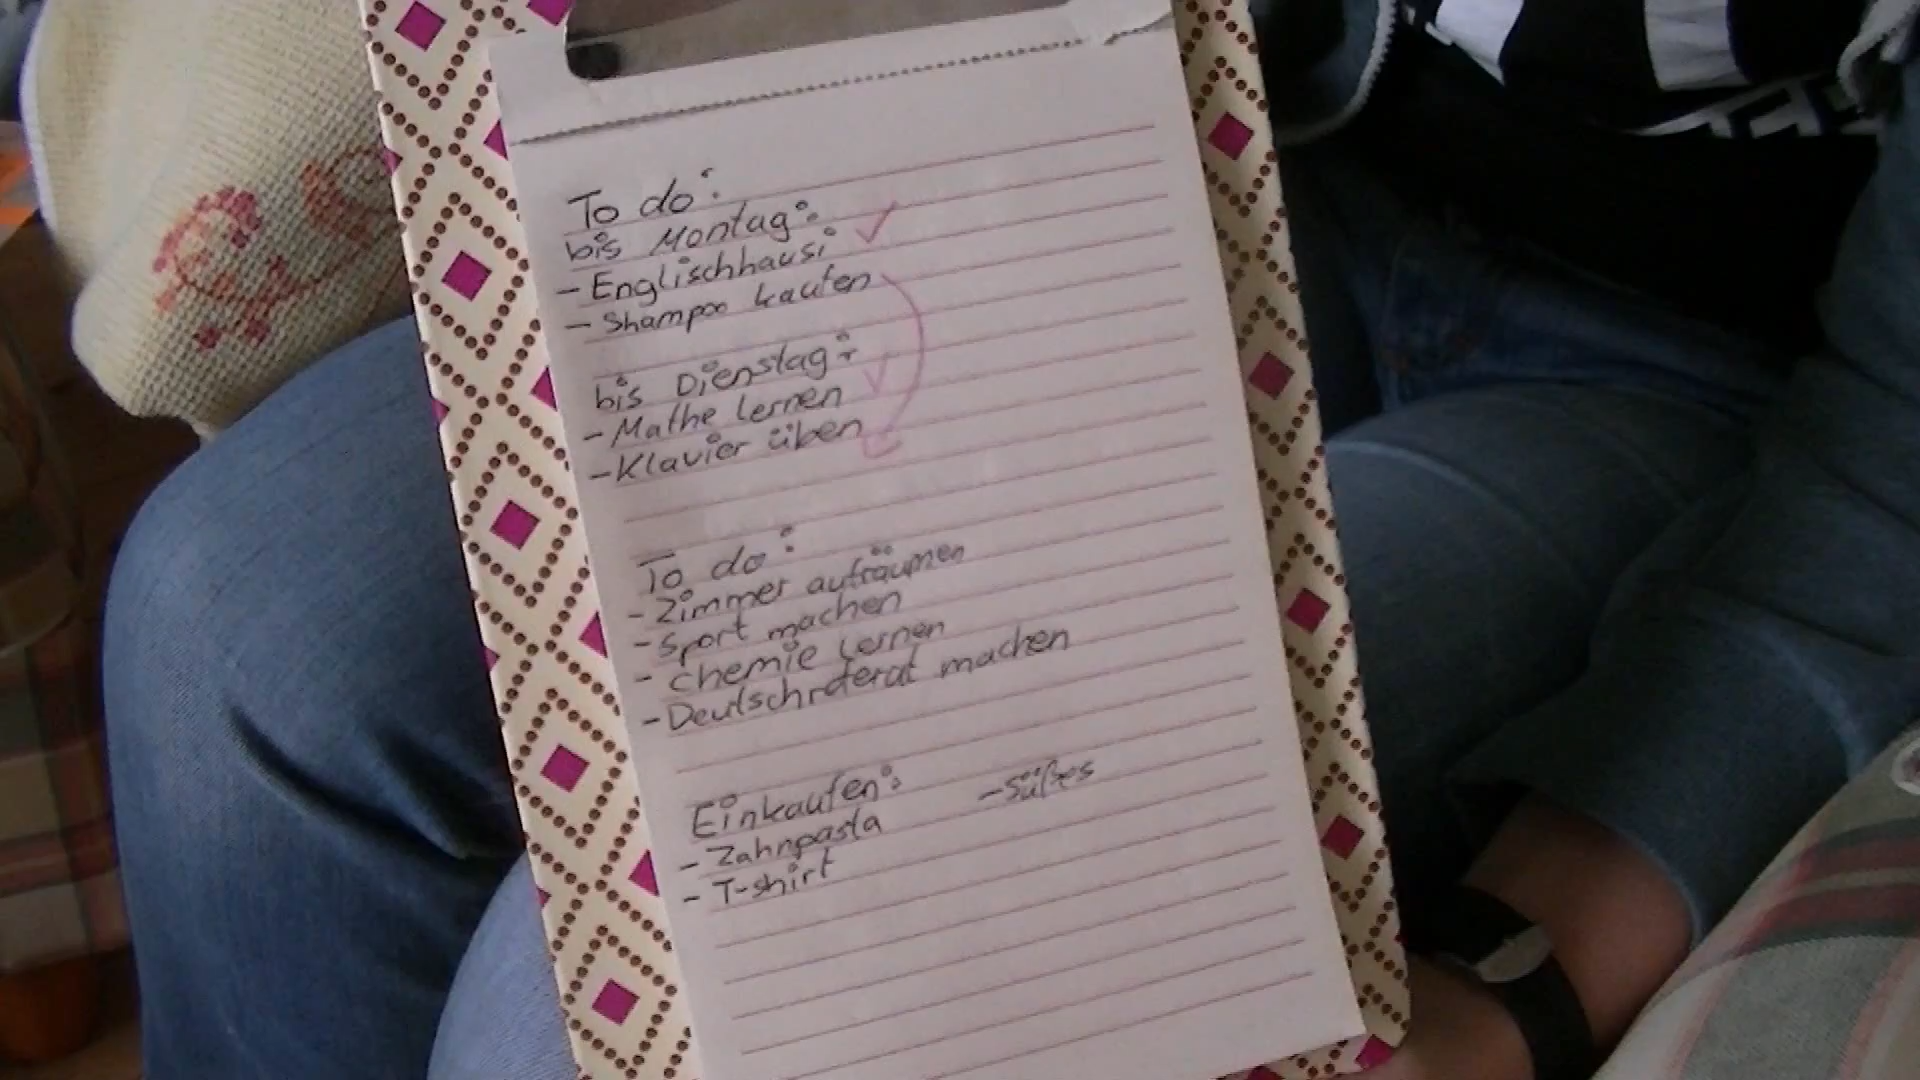 To do:
bis Montag:
- Englischhausi
- Shampoo kaufen
bis Dienstag:
- Mathe lernen
- Klavier üben
To do:
- Zimmer aufräumen
- Sport machen
- Chemie lernen
- Deutschreferat machen
Einkaufen:
- Zahnpasta
- T-shirt
- Süßes